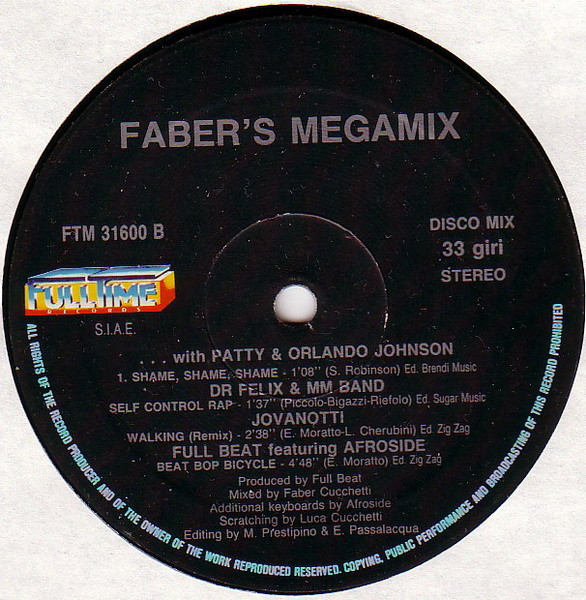 FABER'S MEGAMIX
FTM 31600 B
DISCO MIX
33 giri
STEREO
FULLTIME
RECORDS
S.I.A.E.
. . . with PATTY & ORLANDO JOHNSON
1. SHAME, SHAME, SHAME - 1'08" (S. Robinson) Ed. Brendi Music
DR FELIX & MM BAND
SELF CONTROL RAP - 1'37" (Piccolo-Bigazzi-Riefolo) Ed. Sugar Music
JOVANOTTI
WALKING (Remix) - 2'38" (E. Moratto-L. Cherubini) Ed. Zig Zag
FULL BEAT featuring AFROSIDE
BEAT BOP BICYCLE - 4'48" (E. Moratto) Ed. Zig Zag
Produced by Full Beat
Mixed by Faber Cucchetti
Additional keyboards by Afroside
Scratching by Luca Cucchetti
Editing by M. Prestipino & E. Passalacqua
ALL RIGHTS OF THE RECORD PRODUCER AND OF THE OWNER OF THE WORK REPRODUCED RESERVED. COPYING, PUBLIC PERFORMANCE AND BROADCASTING OF THIS RECORD PROHIBITED